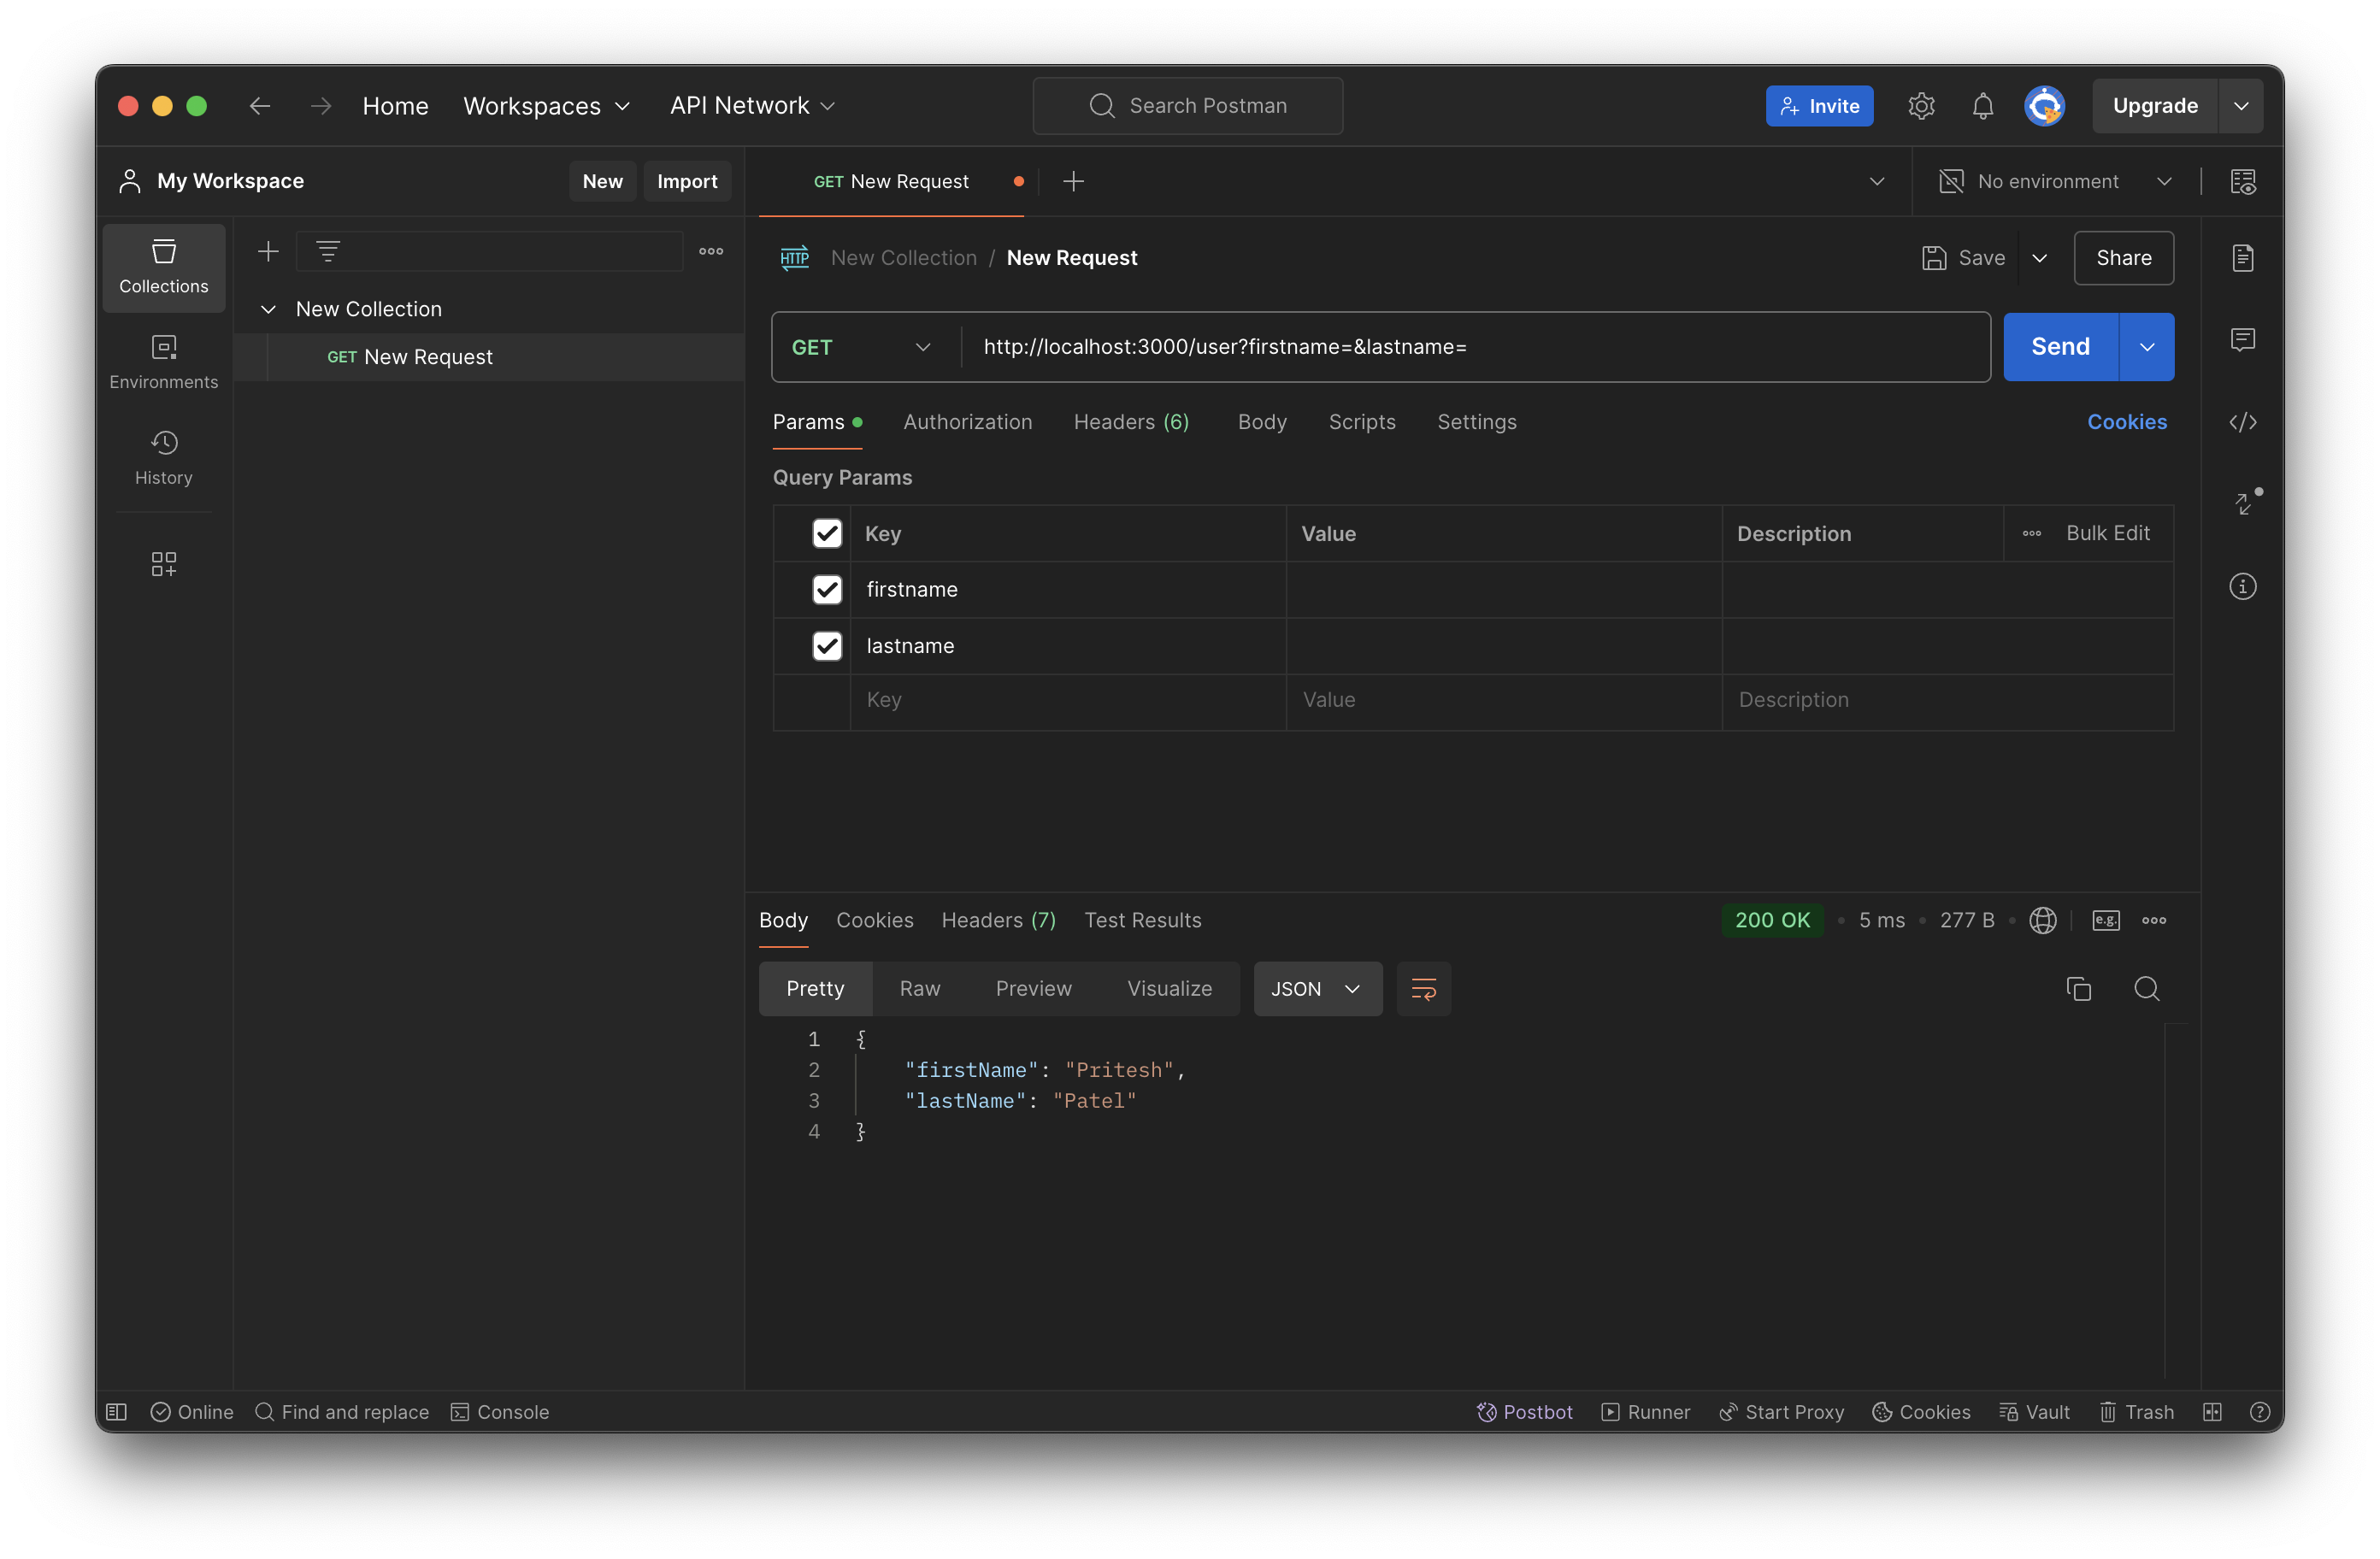 Home Workspaces API Network Search Postman Invite Upgrade
My Workspace New Import GET New Request No environment
Collections
Environments
History
New Collection
GET New Request
HTTP New Collection / New Request Save Share
GET http://localhost:3000/user?firstname=&lastname= Send
Params Authorization Headers (6) Body Scripts Settings Cookies
Query Params
Key Value Description Bulk Edit
firstname
lastname
Key Value Description
Body Cookies Headers (7) Test Results 200 OK 5 ms 277 B e.g.
Pretty Raw Preview Visualize JSON
1 {
2 "firstName": "Pritesh",
3 "lastName": "Patel"
4 }
Online Find and replace Console Postbot Runner Start Proxy Cookies Vault Trash